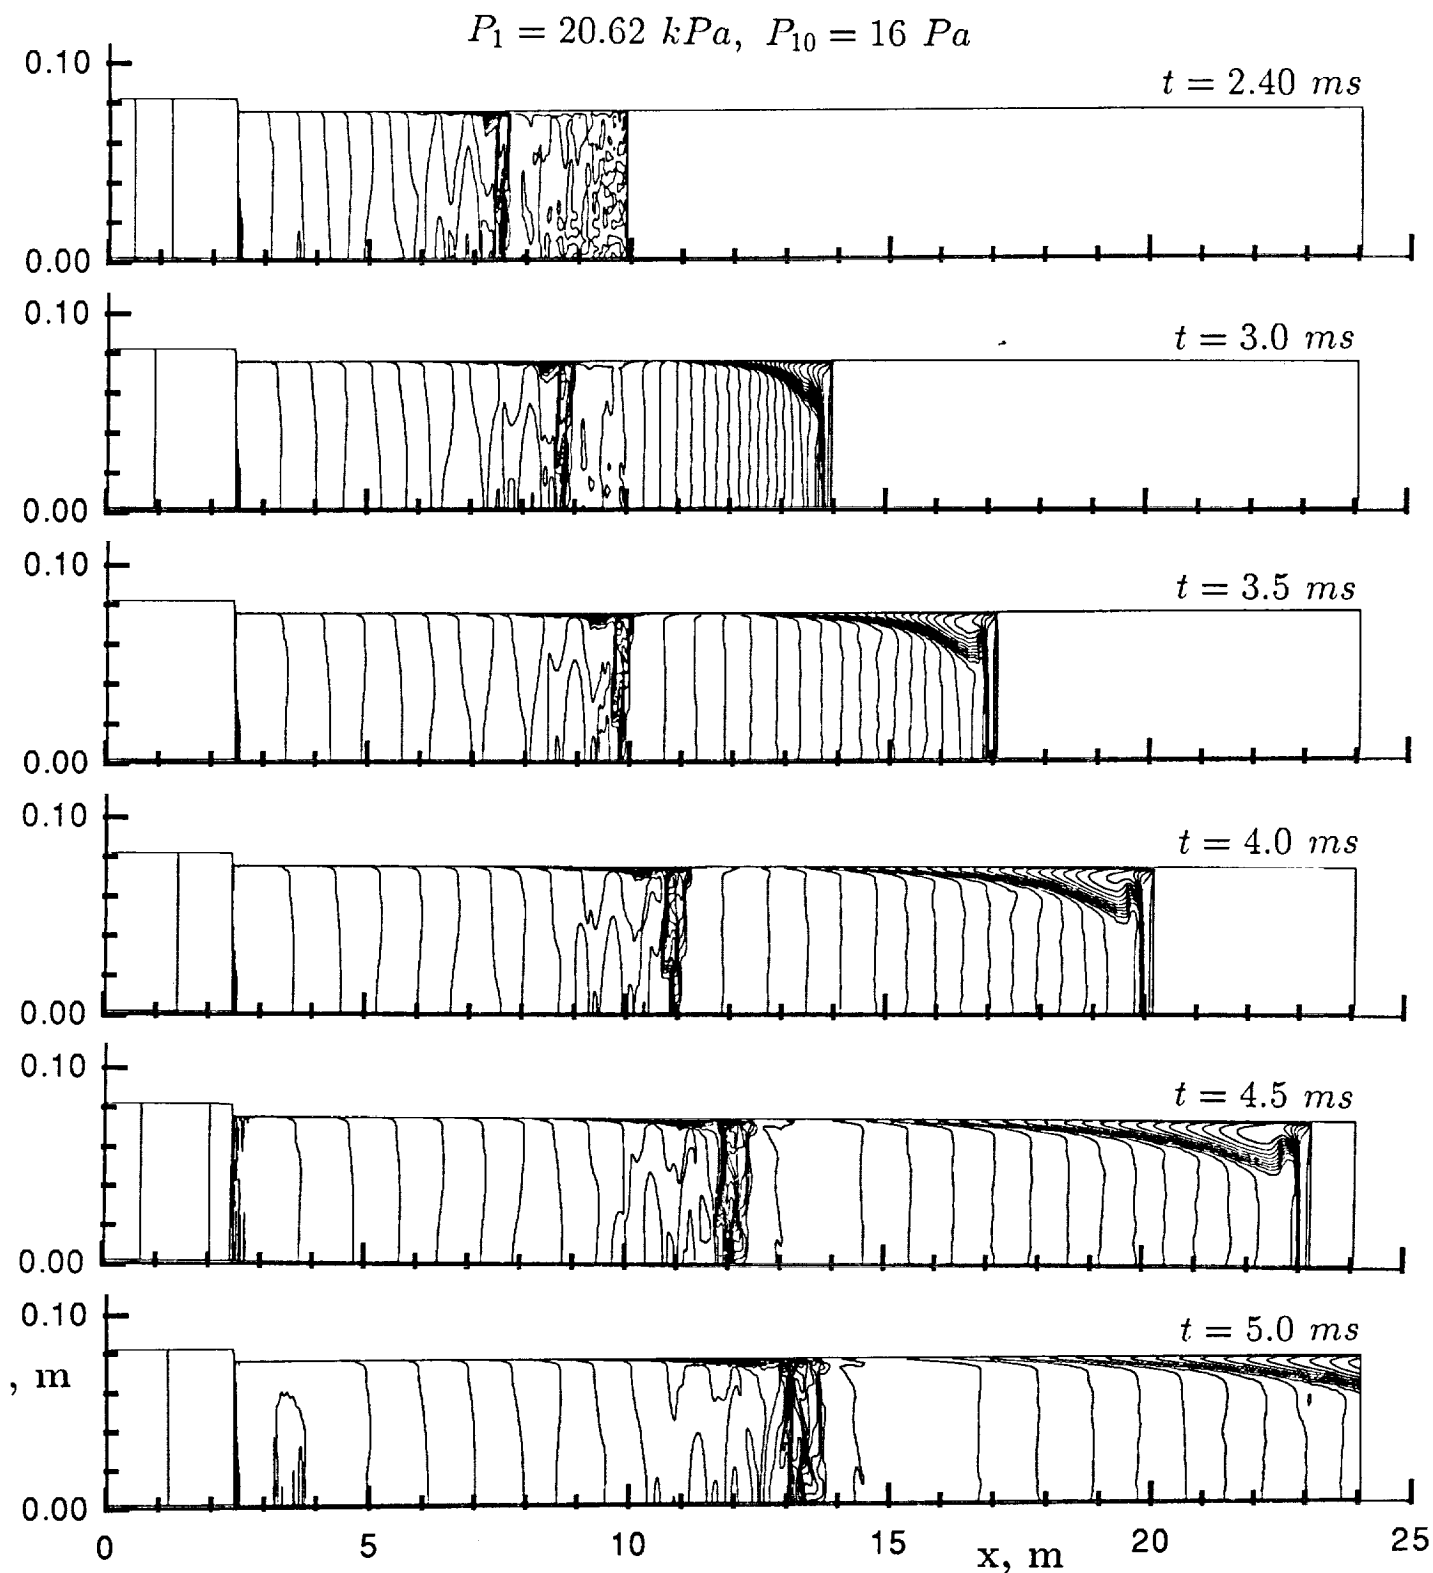 P₁ = 20.62 kPa, P₁₀ = 16 Pa
0.10
t = 2.40 ms
0.00
0.10
t = 3.0 ms
0.00
0.10
t = 3.5 ms
0.00
0.10
t = 4.0 ms
0.00
0.10
t = 4.5 ms
0.00
0.10
t = 5.0 ms
, m
0.00
0 5 10 15 20 25
x, m